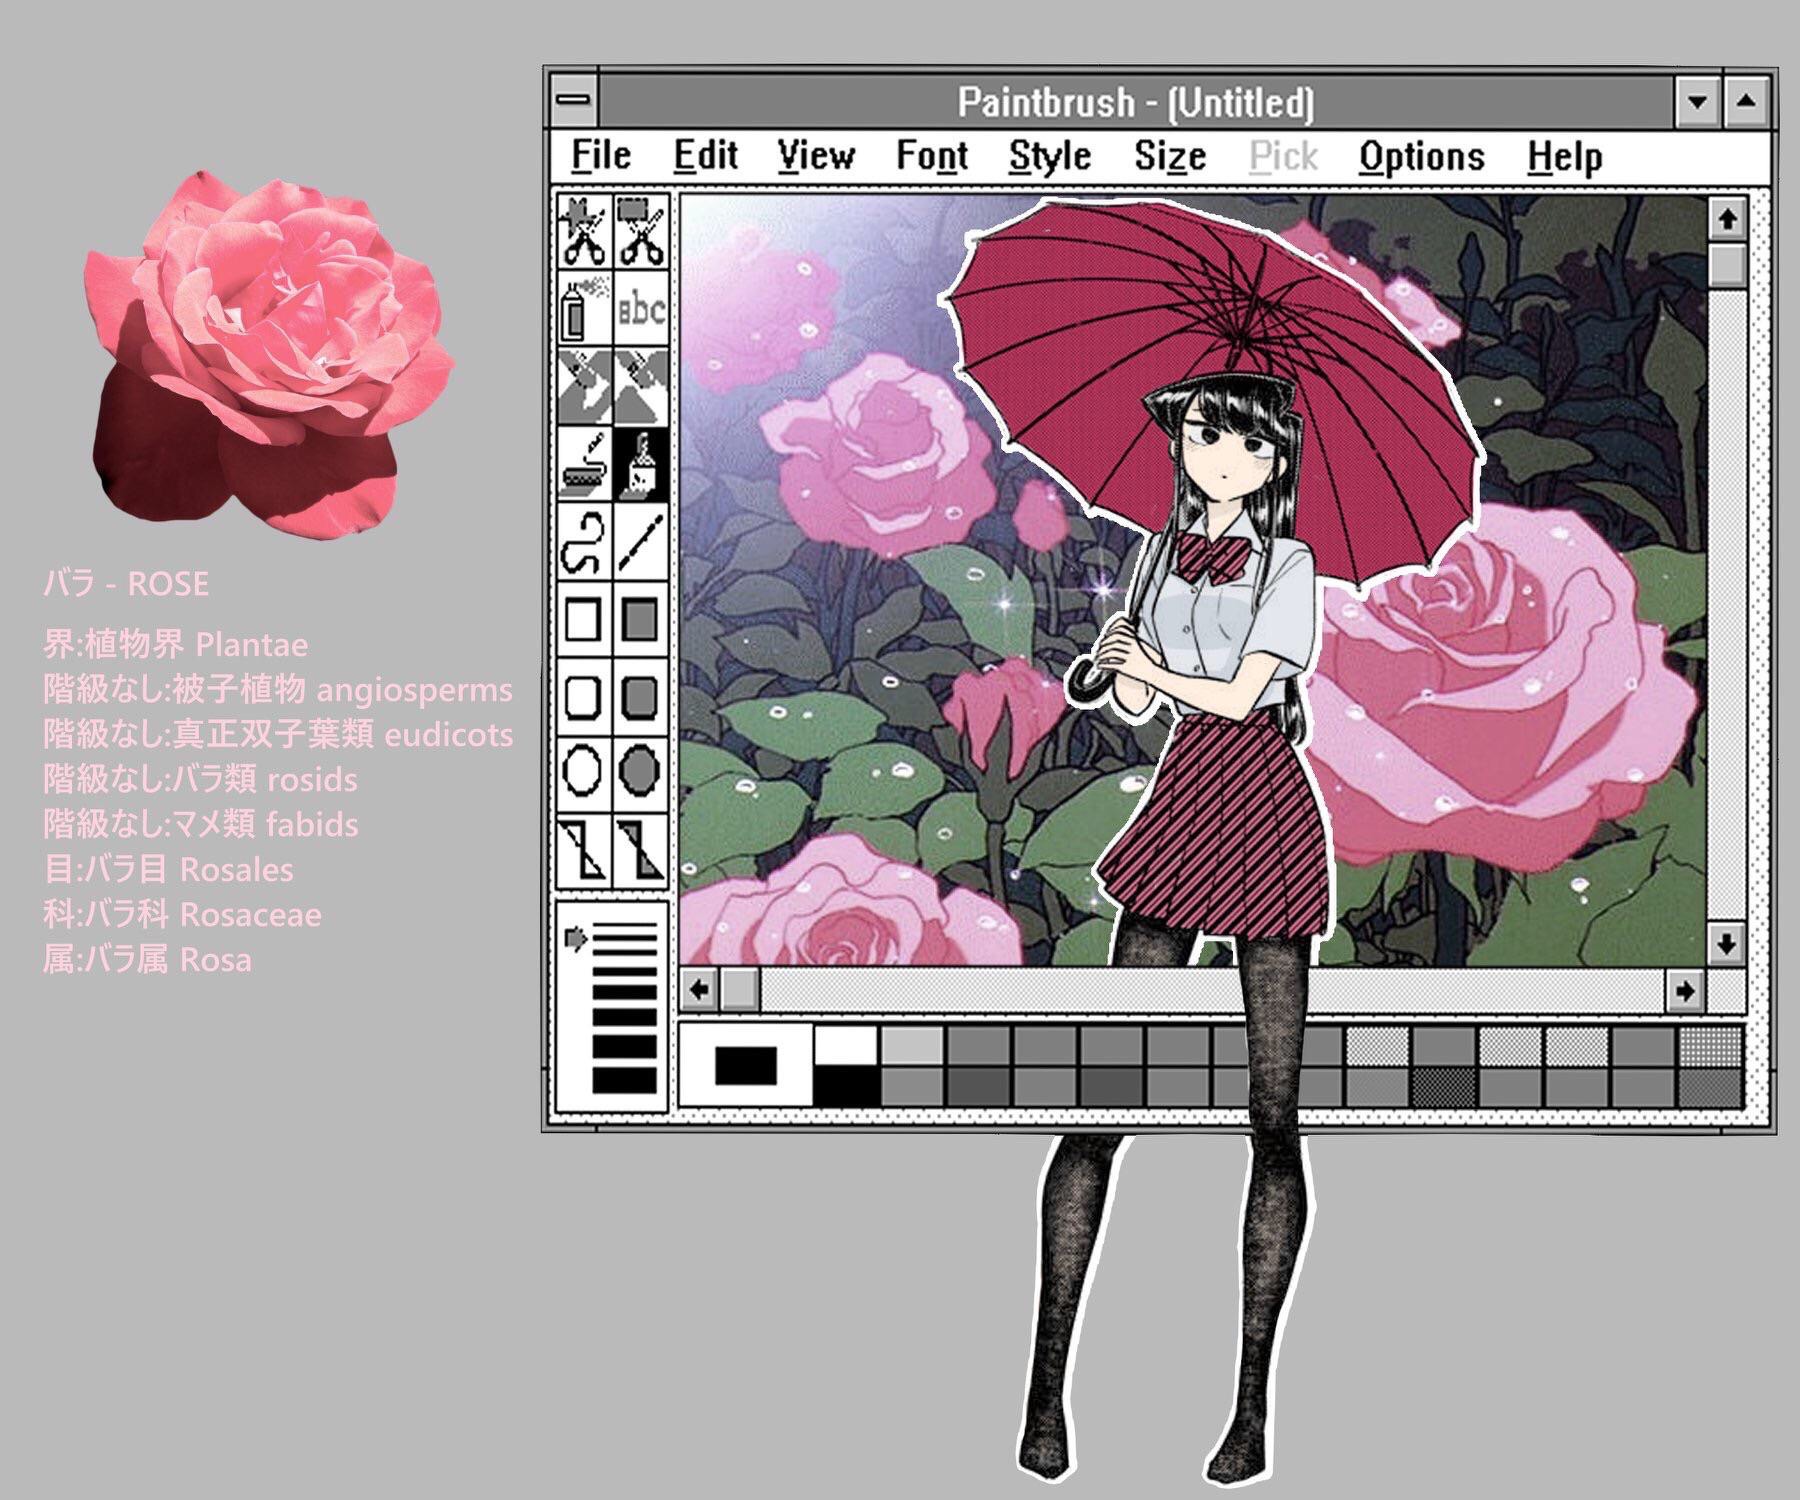 Paintbrush - (Untitled)
File Edit View Font Style Size Pick Options Help
abc
バラ - ROSE
界:植物界 Plantae
階級なし:被子植物 angiosperms
階級なし:真正双子葉類 eudicots
階級なし:バラ類 rosids
階級なし:マメ類 fabids
目:バラ目 Rosales
科:バラ科 Rosaceae
属:バラ属 Rosa